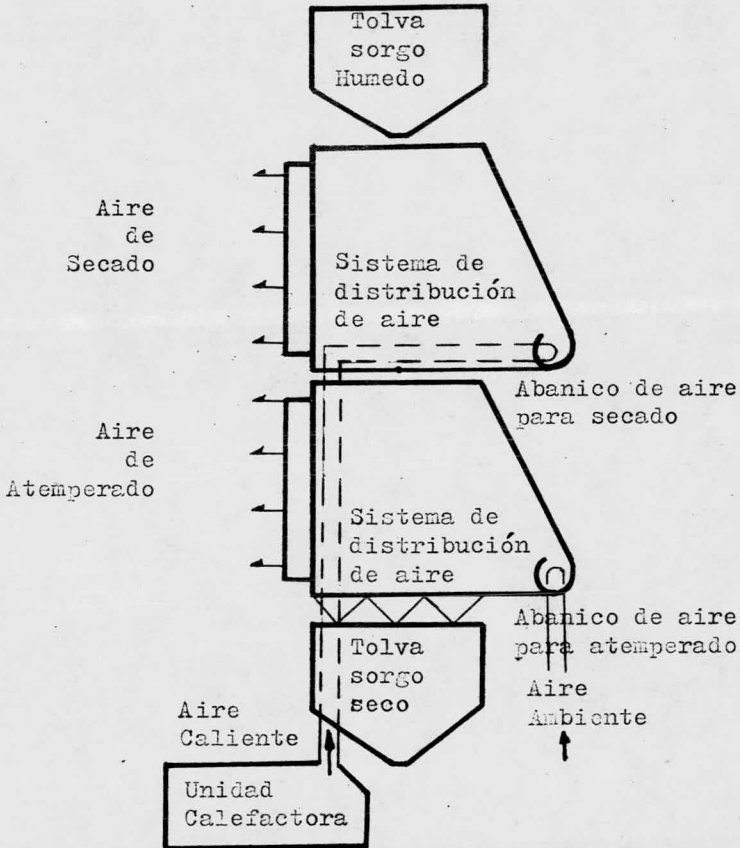 Tolva
sorgo
Humedo
Aire
de
Secado
Sistema de
distribución
de aire
Abanico de aire
para secado
Aire
de
Atemperado
Sistema de
distribución
de aire
Abanico de aire
para atemperado
Tolva
sorgo
seco
Aire
Ambiente
Aire
Caliente
Unidad
Calefactora